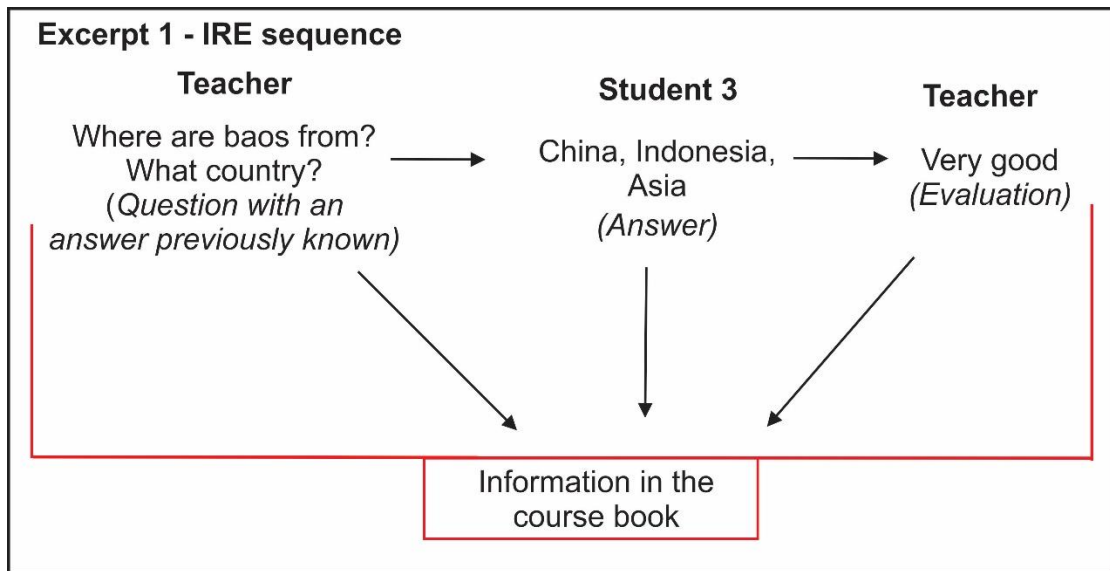 Excerpt 1 - IRE sequence
Teacher
Where are baos from?
What country?
(Question with an
answer previously known)
Student 3
China, Indonesia,
Asia
(Answer)
Teacher
Very good
(Evaluation)
Information in the
course book